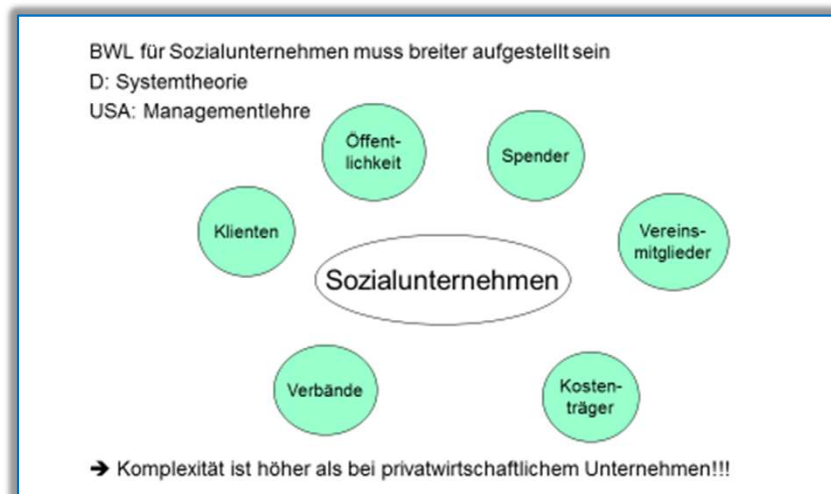 BWL für Sozialunternehmen muss breiter aufgestellt sein
D: Systemtheorie
USA: Managementlehre
Öffent-
lichkeit
Spender
Klienten
Vereins-
mitglieder
Sozialunternehmen
Verbände
Kosten-
träger
➔ Komplexität ist höher als bei privatwirtschaftlichem Unternehmen!!!